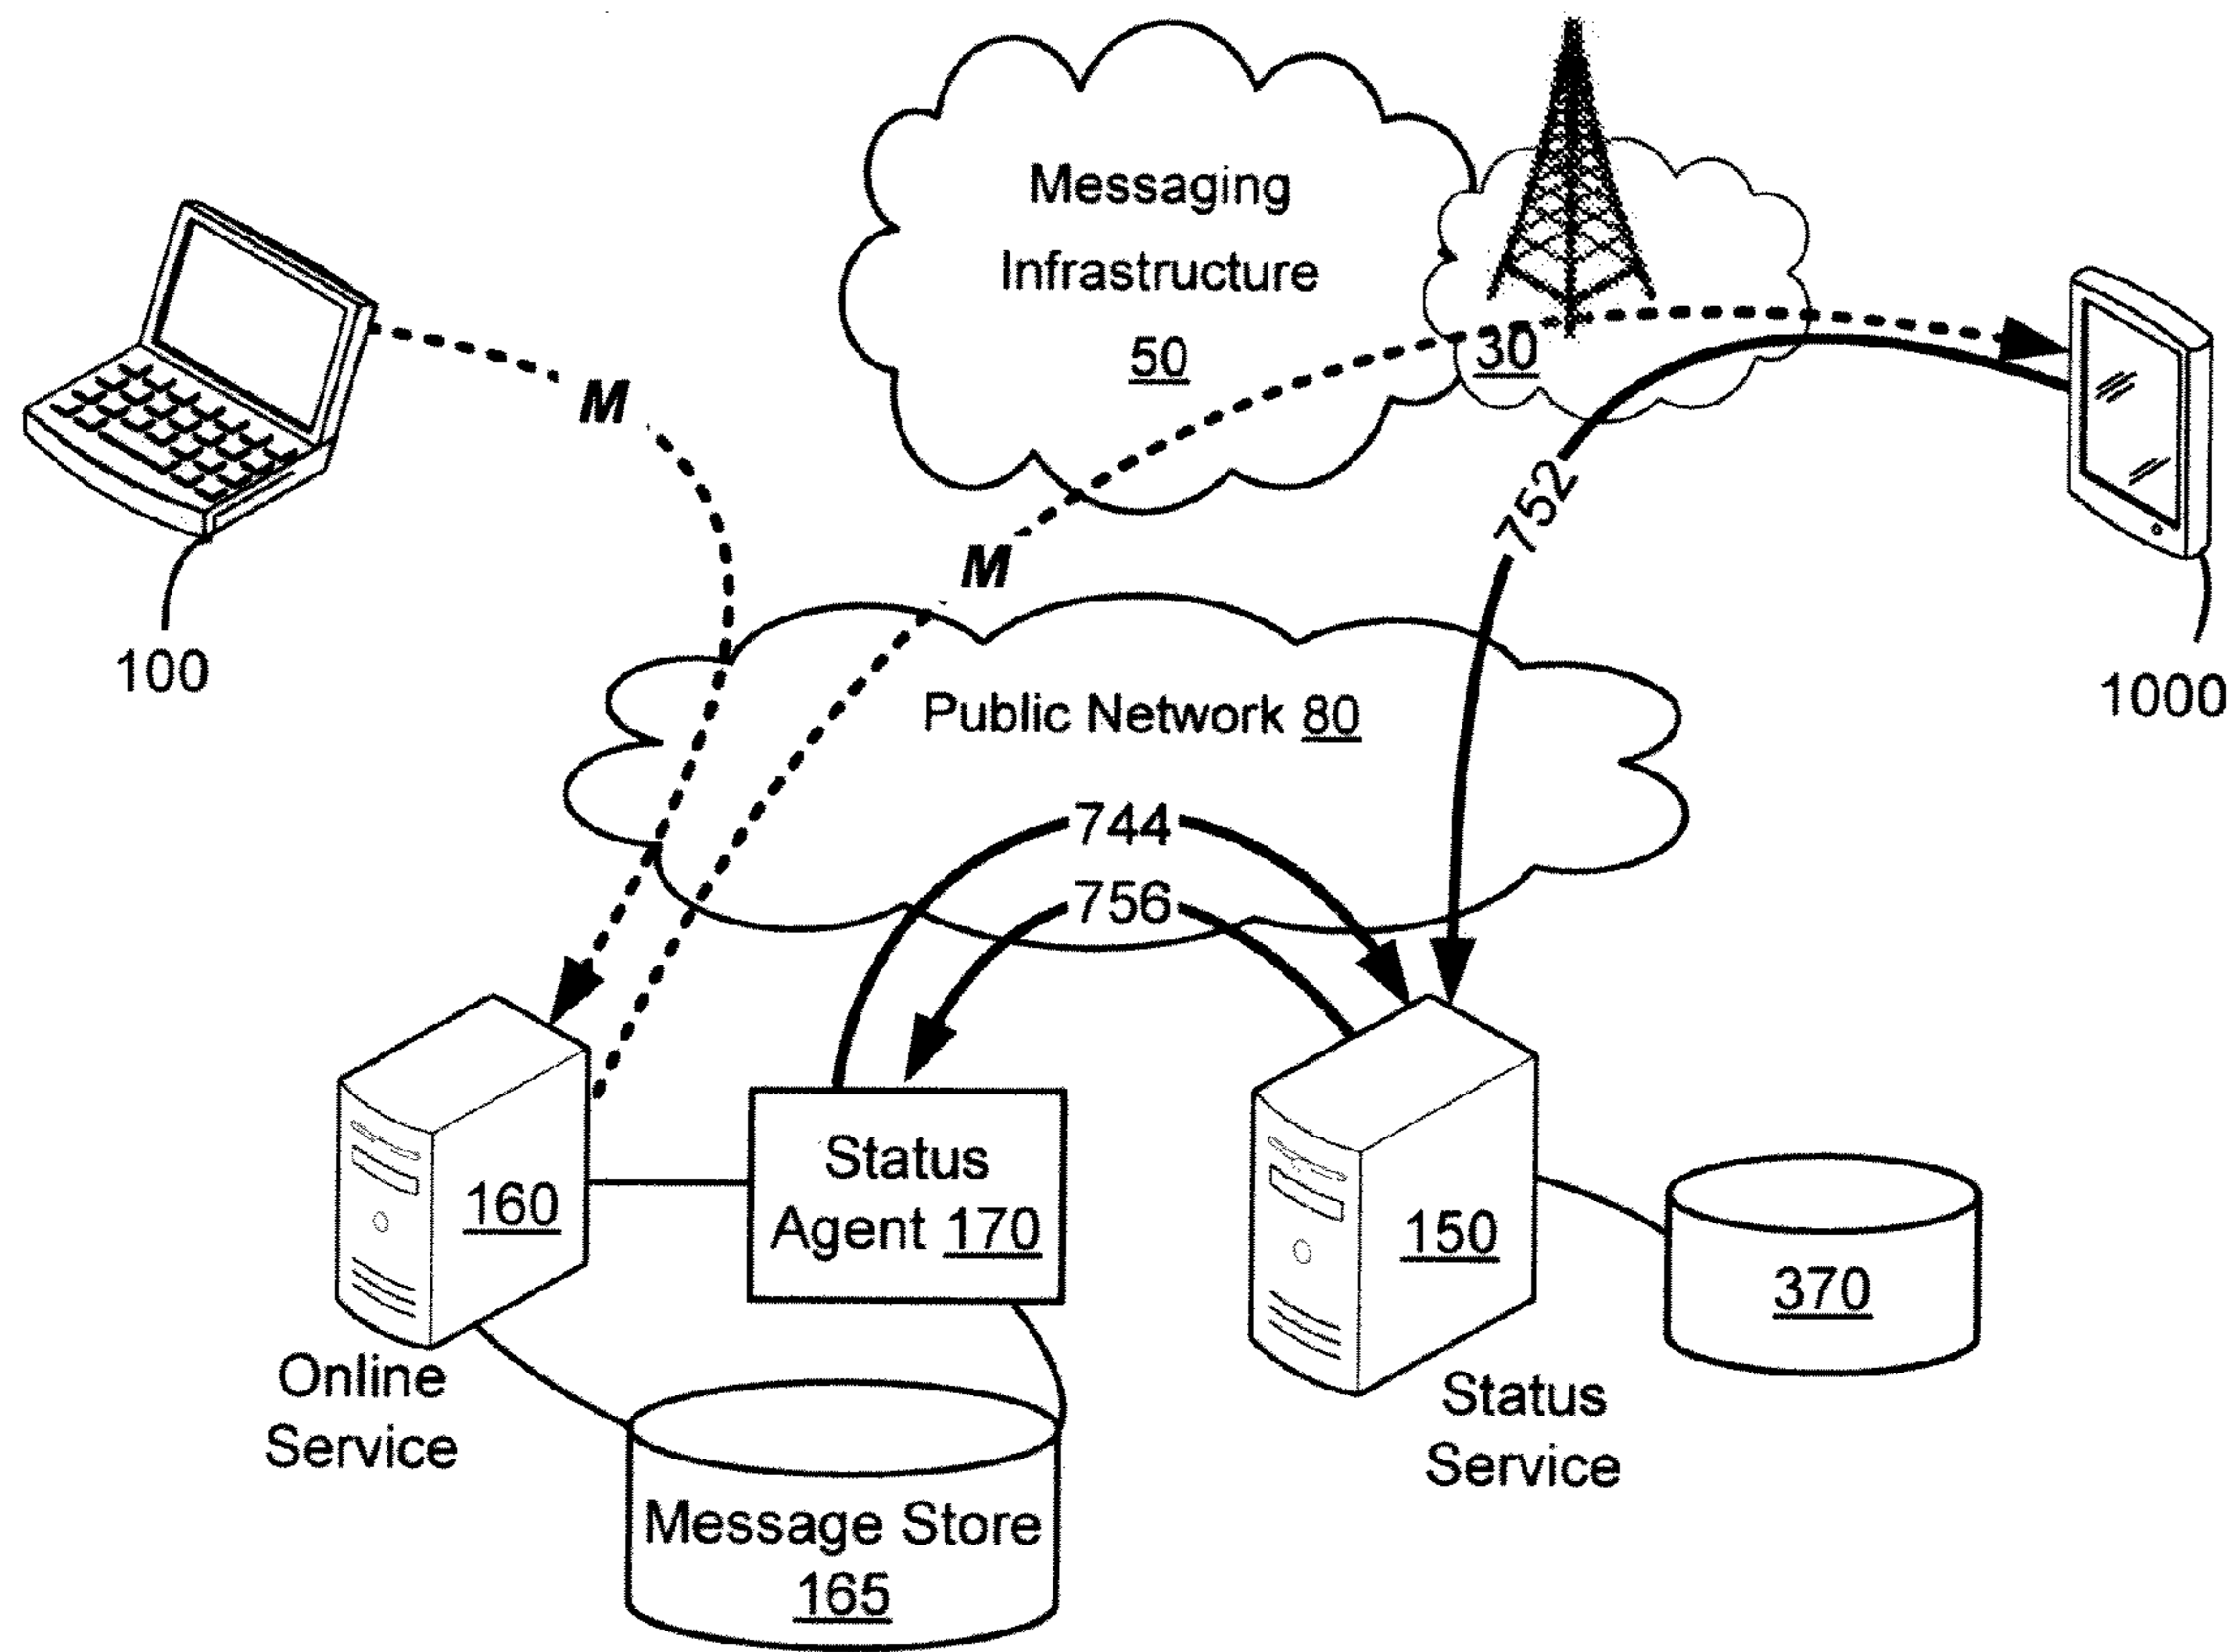 Messaging
Infrastructure
50
30
M
M
752
100
1000
Public Network 80
744
756
Status
Agent 170
160
150
370
Online
Service
Status
Service
Message Store
165